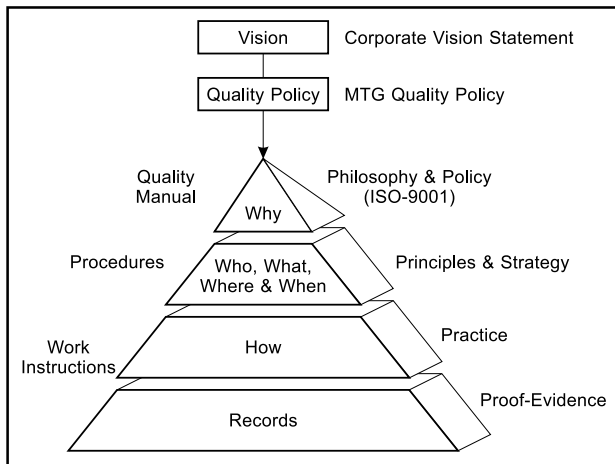 Vision
Corporate Vision Statement
Quality Policy
MTG Quality Policy
Quality
Manual
Philosophy & Policy
(ISO-9001)
Why
Procedures
Who, What,
Where & When
Principles & Strategy
Work
Instructions
How
Practice
Records
Proof-Evidence